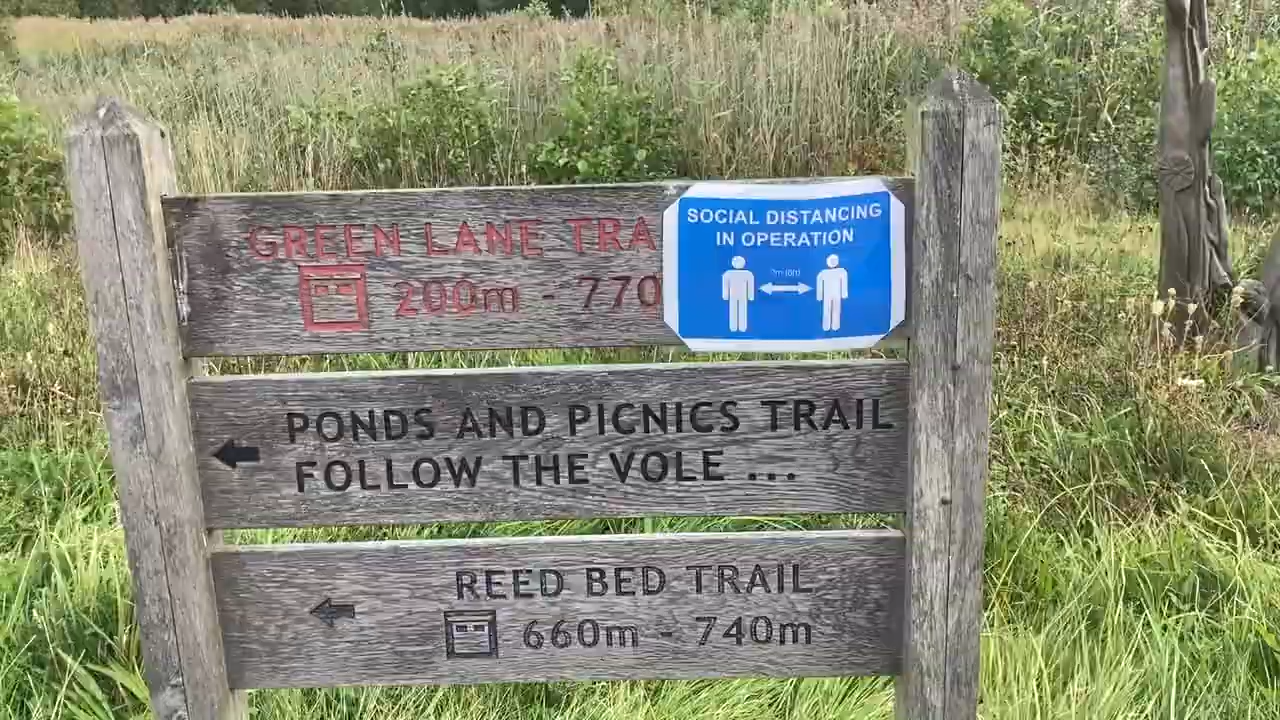 GREEN LANE TRA
200m - 770
SOCIAL DISTANCING
IN OPERATION
PONDS AND PICNICS TRAIL
FOLLOW THE VOLE ...
REED BED TRAIL
660m - 740m